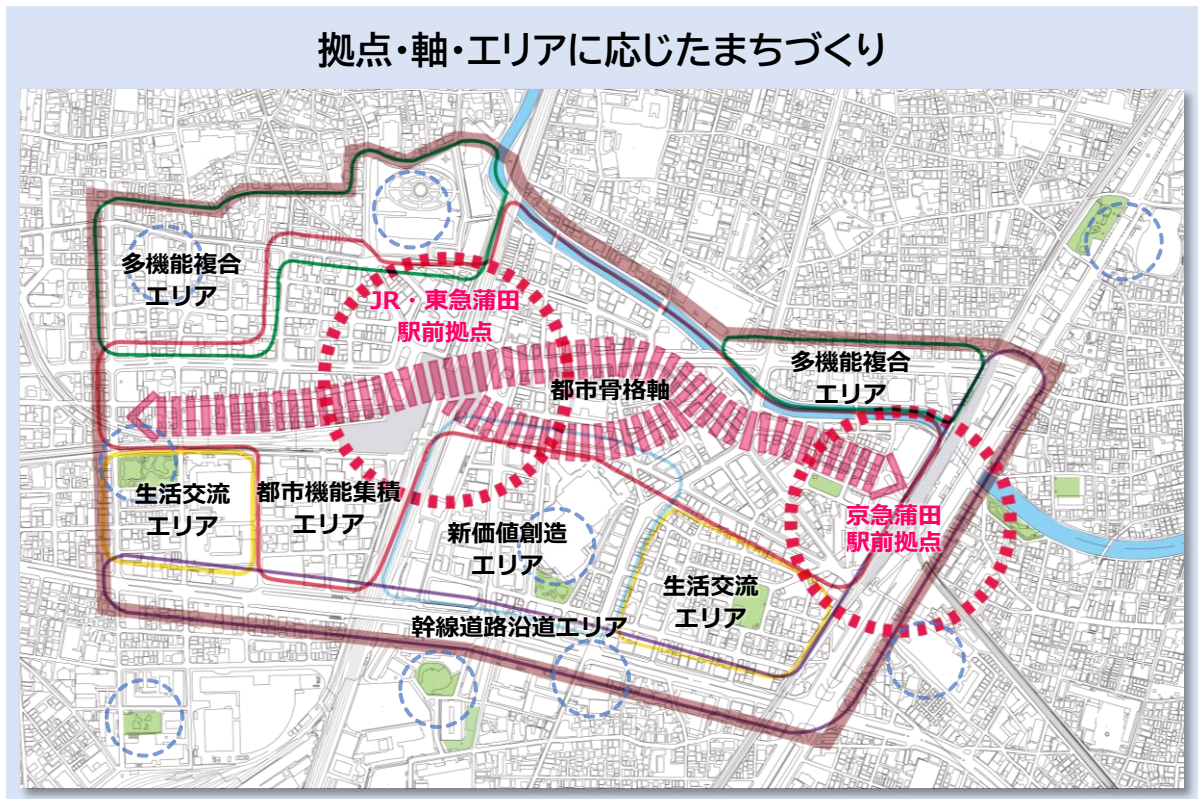 拠点・軸・エリアに応じたまちづくり
多機能複合
エリア
JR・東急蒲田
駅前拠点
多機能複合
エリア
都市骨格軸
生活交流
エリア
都市機能集積
エリア
新価値創造
エリア
京急蒲田
駅前拠点
生活交流
エリア
幹線道路沿道エリア